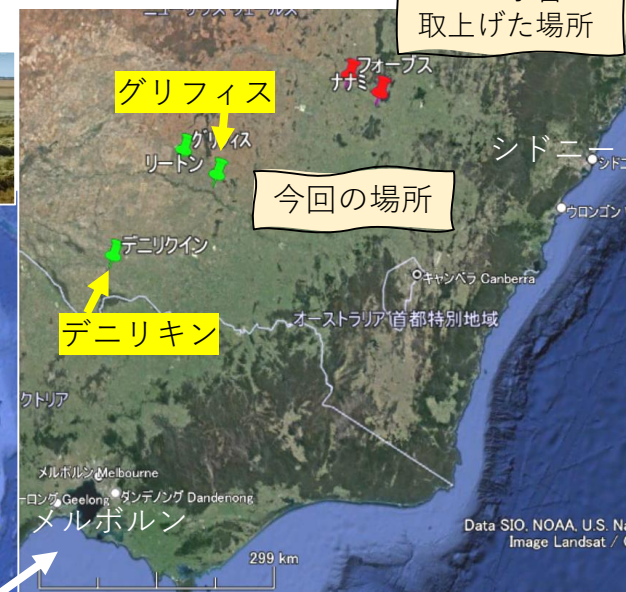 取上げた場所
フォーブス
ナナミ
グリフィス
グリフィス
リートン
シドニー
今回の場所
ウロンゴン
デニリクイン
キャンベラ Canberra
デニリキン
オーストラリア首都特別地域
クトリア
メルボルン Melbourne
ーロング Geelong
ダンデノング Dandenong
メルボルン
Data SIO, NOAA, U.S. Na
Image Landsat /
299 km